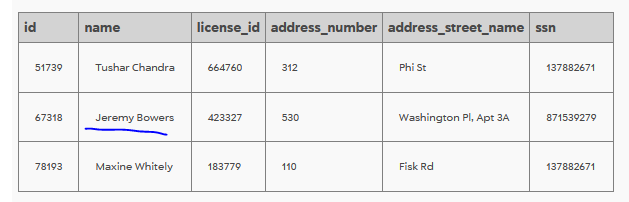 id name license_id address_number address_street_name ssn
51739 Tushar Chandra 664760 312 Phi St 137882671
67318 Jeremy Bowers 423327 530 Washington Pl, Apt 3A 871539279
78193 Maxine Whitely 183779 110 Fisk Rd 137882671